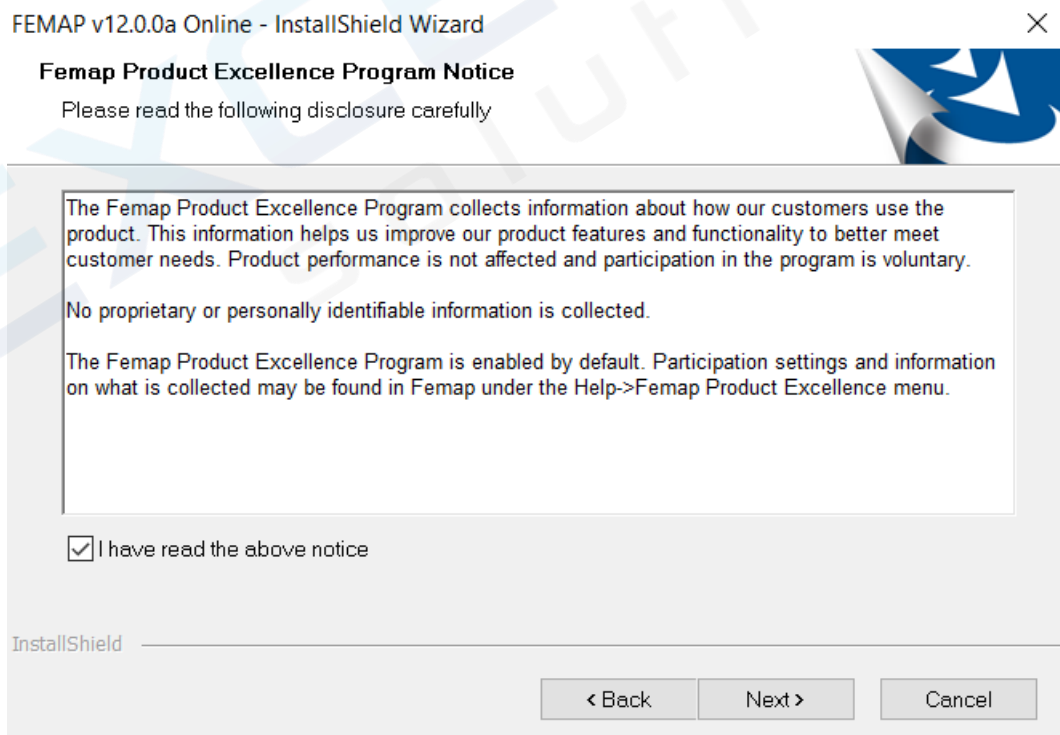 FEMAP v12.0.0a Online - InstallShield Wizard
Femap Product Excellence Program Notice
Please read the following disclosure carefully
The Femap Product Excellence Program collects information about how our customers use the
product. This information helps us improve our product features and functionality to better meet
customer needs. Product performance is not affected and participation in the program is voluntary.
No proprietary or personally identifiable information is collected.
The Femap Product Excellence Program is enabled by default. Participation settings and information
on what is collected may be found in Femap under the Help->Femap Product Excellence menu.
I have read the above notice
InstallShield
< Back Next > Cancel